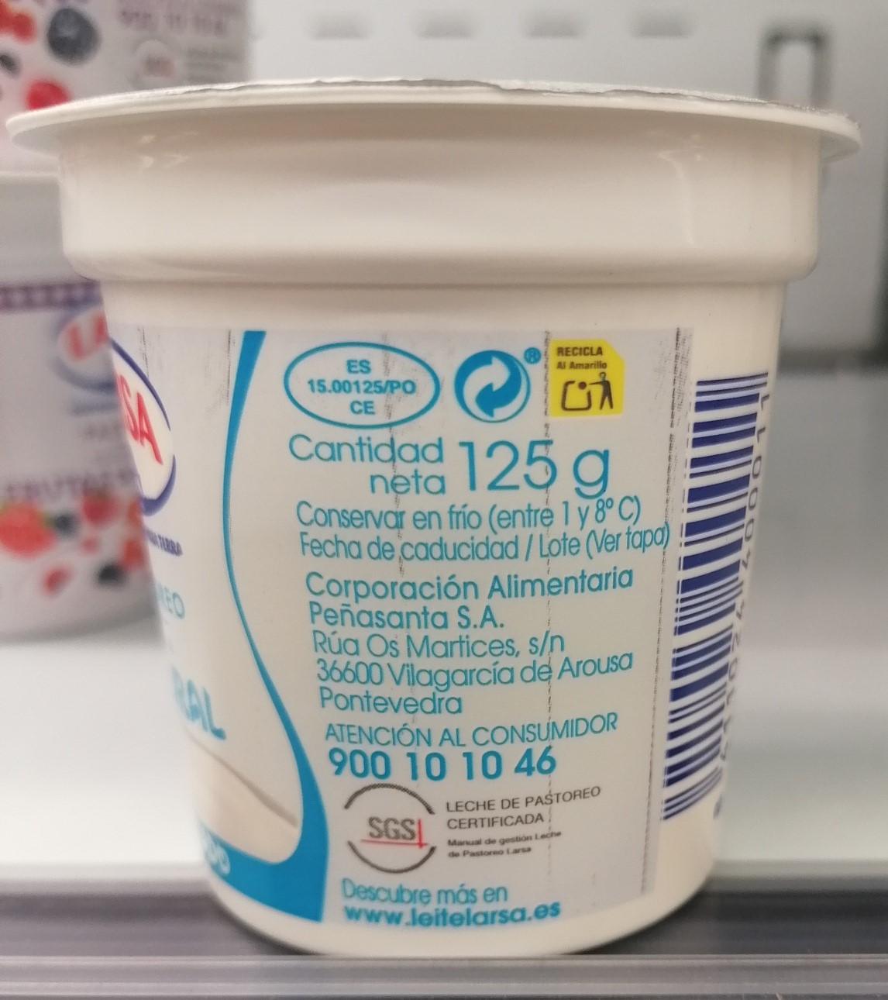 ES
15.00125/PO
CE
®
RECICLA
Al Amarillo
Cantidad
neta
125 g
Conservar en frío (entre 1 y 8º C)
Fecha de caducidad / Lote (Ver tapa)
Corporación Alimentaria
Peñasanta S.A.
Rúa Os Martices, s/n
36600 Vilagarcía de Arousa
Pontevedra
ATENCIÓN AL CONSUMIDOR
900 10 10 46
SGS
LECHE DE PASTOREO
CERTIFICADA
Manual de gestión Leche
de Pastoreo Larsa
Descubre más en
www.leitelarsa.es